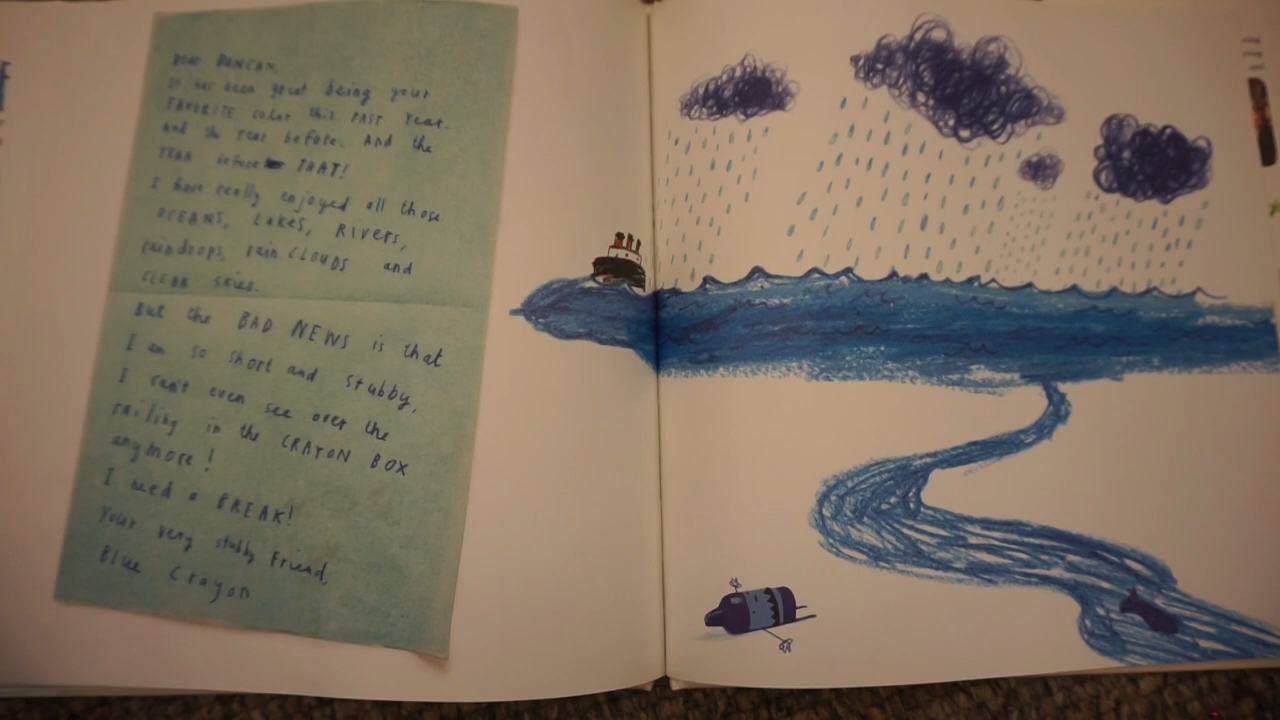 DEAR DUNCAN,
It has been great being your
FAVORITE color this PAST Year.
and the Year before. And the
YEAR before THAT!
I have really enjoyed all those
OCEANS, LAKES, RIVERS,
raindrops, rain CLOUDS and
CLEAR skies.
But the BAD NEWS is that
I am so short and stubby,
I can't even see over the
railing in the CRAYON BOX
anymore!
I need a BREAK!
Your very stubby friend,
Blue Crayon